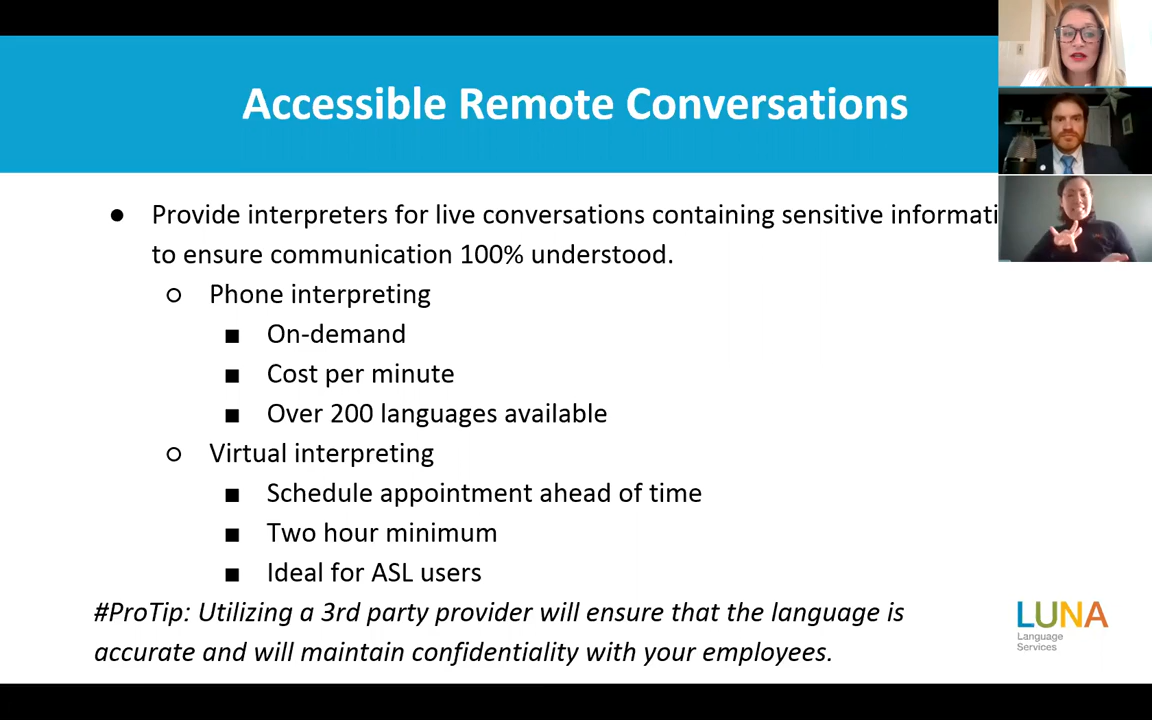 Accessible Remote Conversations
● Provide interpreters for live conversations containing sensitive informati
to ensure communication 100% understood.
○ Phone interpreting
■ On-demand
■ Cost per minute
■ Over 200 languages available
○ Virtual interpreting
■ Schedule appointment ahead of time
■ Two hour minimum
■ Ideal for ASL users
#ProTip: Utilizing a 3rd party provider will ensure that the language is
accurate and will maintain confidentiality with your employees.
LUNA
Language
Services